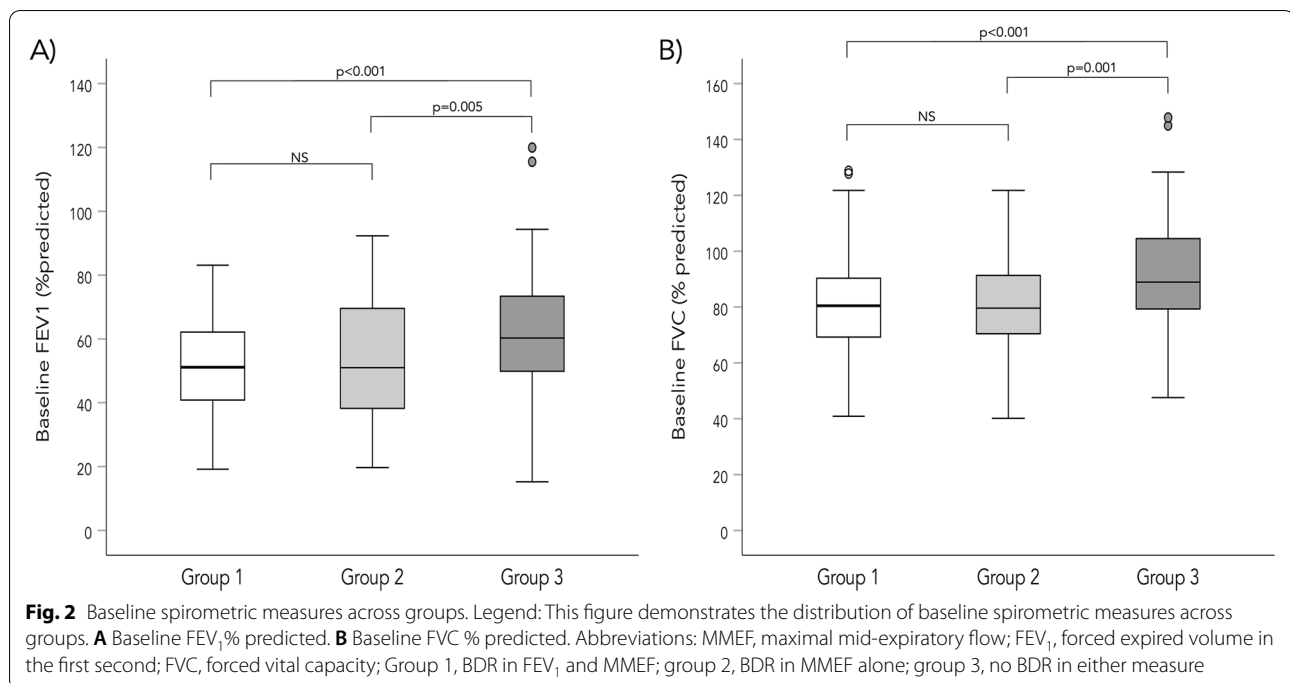 A)
p<0.001
p=0.005
NS
140
120
100
80
60
40
20
0
Baseline FEV1 (%predicted)
Group 1 Group 2 Group 3
B)
p<0.001
p=0.001
NS
160
140
120
100
80
60
40
20
0
Baseline FVC (% predicted)
Group 1 Group 2 Group 3
Fig. 2 Baseline spirometric measures across groups. Legend: This figure demonstrates the distribution of baseline spirometric measures across
groups. A Baseline FEV₁% predicted. B Baseline FVC % predicted. Abbreviations: MMEF, maximal mid-expiratory flow; FEV₁, forced expired volume in
the first second; FVC, forced vital capacity; Group 1, BDR in FEV₁ and MMEF; group 2, BDR in MMEF alone; group 3, no BDR in either measure